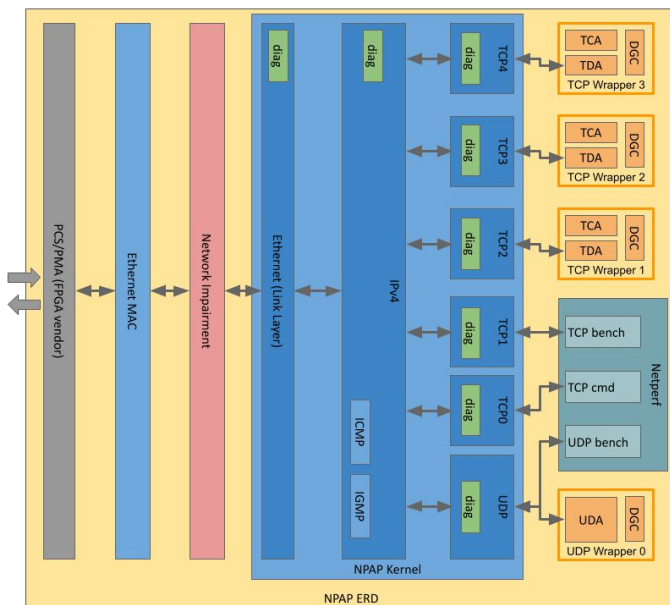 PCS/PMA (FPGA vendor)
Ethernet MAC
Network Impairment
diag
Ethernet (Link Layer)
diag
IPv4
ICMP
IGMP
diag
TCP4
diag
TCP3
diag
TCP2
diag
TCP1
diag
TCP0
diag
UDP
NPAP Kernel
TCA
TDA
DGC
TCP Wrapper 3
TCA
TDA
DGC
TCP Wrapper 2
TCA
TDA
DGC
TCP Wrapper 1
TCP bench
TCP cmd
UDP bench
Netperf
UDA
DGC
UDP Wrapper 0
NPAP ERD